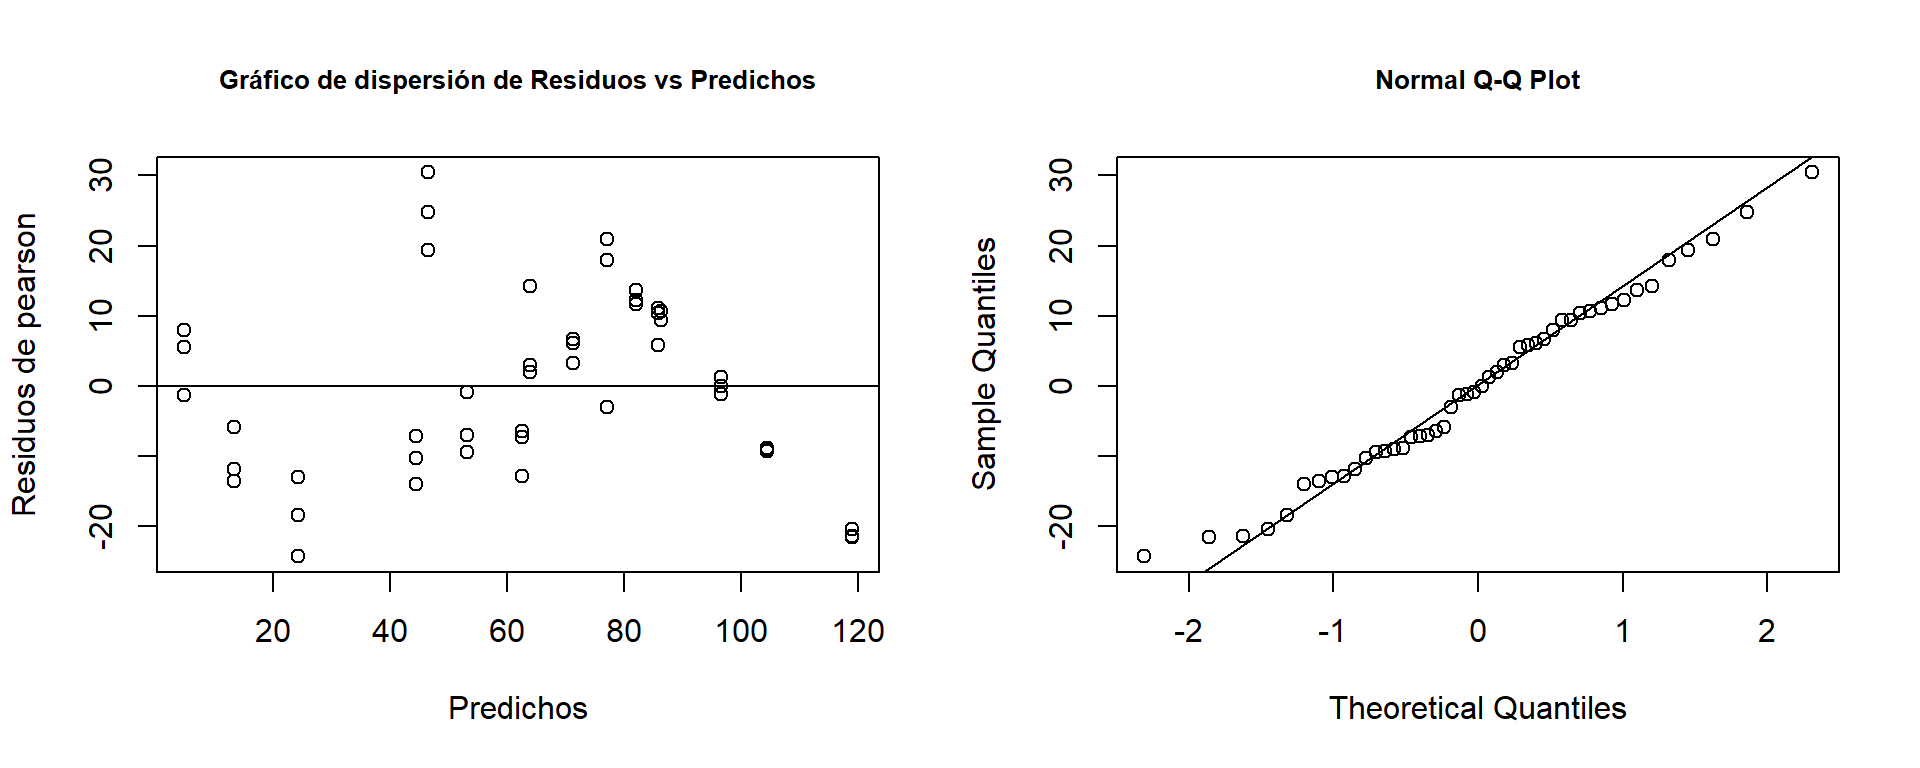 Gráfico de dispersión de Residuos vs Predichos
Residuos de pearson
30
20
10
0
-20
20 40 60 80 100 120
Predichos
Normal Q-Q Plot
Sample Quantiles
30
20
10
0
-20
-2 -1 0 1 2
Theoretical Quantiles